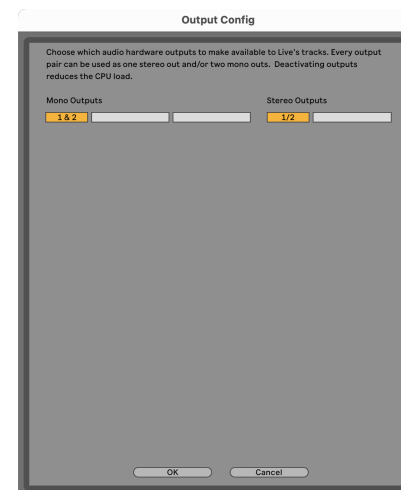 Output Config
Choose which audio hardware outputs to make available to Live's tracks. Every output
pair can be used as one stereo out and/or two mono outs. Deactivating outputs
reduces the CPU load.
Mono Outputs Stereo Outputs
1 & 2 1/2
OK Cancel